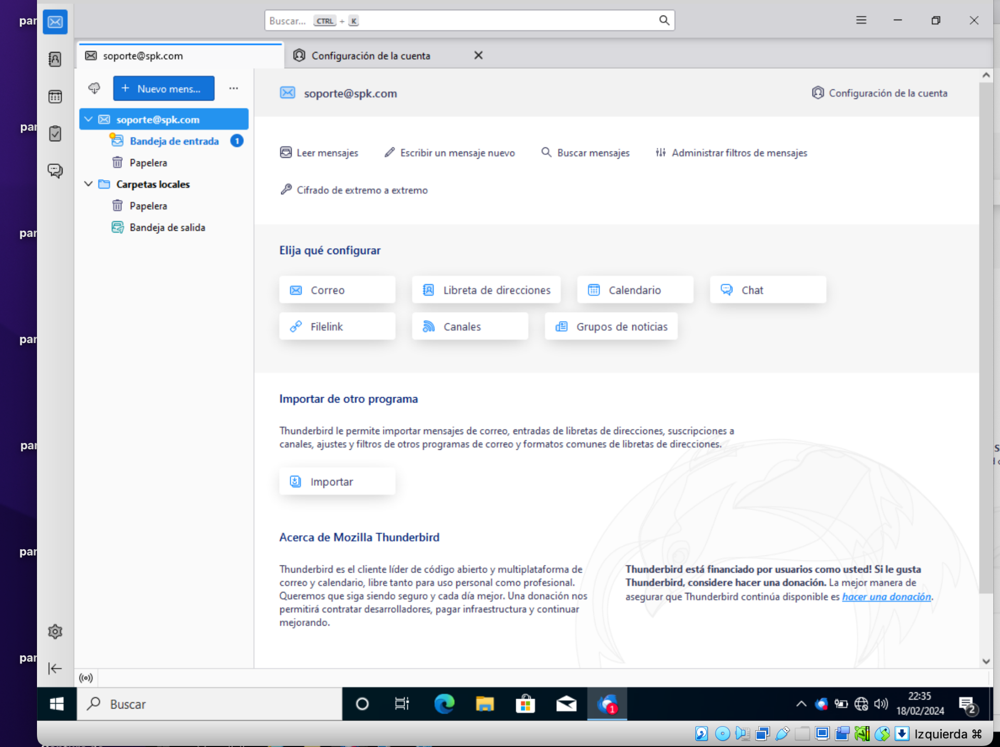 Buscar... CTRL + K
soporte@spk.com
Configuración de la cuenta
+ Nuevo mens...
soporte@spk.com
Bandeja de entrada 1
Papelera
Carpetas locales
Papelera
Bandeja de salida
soporte@spk.com
Configuración de la cuenta
Leer mensajes
Escribir un mensaje nuevo
Buscar mensajes
Administrar filtros de mensajes
Cifrado de extremo a extremo
Elija qué configurar
Correo
Libreta de direcciones
Calendario
Chat
Filelink
Canales
Grupos de noticias
Importar de otro programa
Thunderbird le permite importar mensajes de correo, entradas de libretas de direcciones, suscripciones a
canales, ajustes y filtros de otros programas de correo y formatos comunes de libretas de direcciones.
Importar
Acerca de Mozilla Thunderbird
Thunderbird es el cliente líder de código abierto y multiplataforma de
correo y calendario, libre tanto para uso personal como profesional.
Queremos que siga siendo seguro y cada día mejor. Una donación nos
permitirá contratar desarrolladores, pagar infraestructura y continuar
mejorando.
Thunderbird está financiado por usuarios como usted! Si le gusta
Thunderbird, considere hacer una donación. La mejor manera de
asegurar que Thunderbird continúa disponible es hacer una donación.
Buscar
1
22:35
18/02/2024
2
Izquierda ⌘